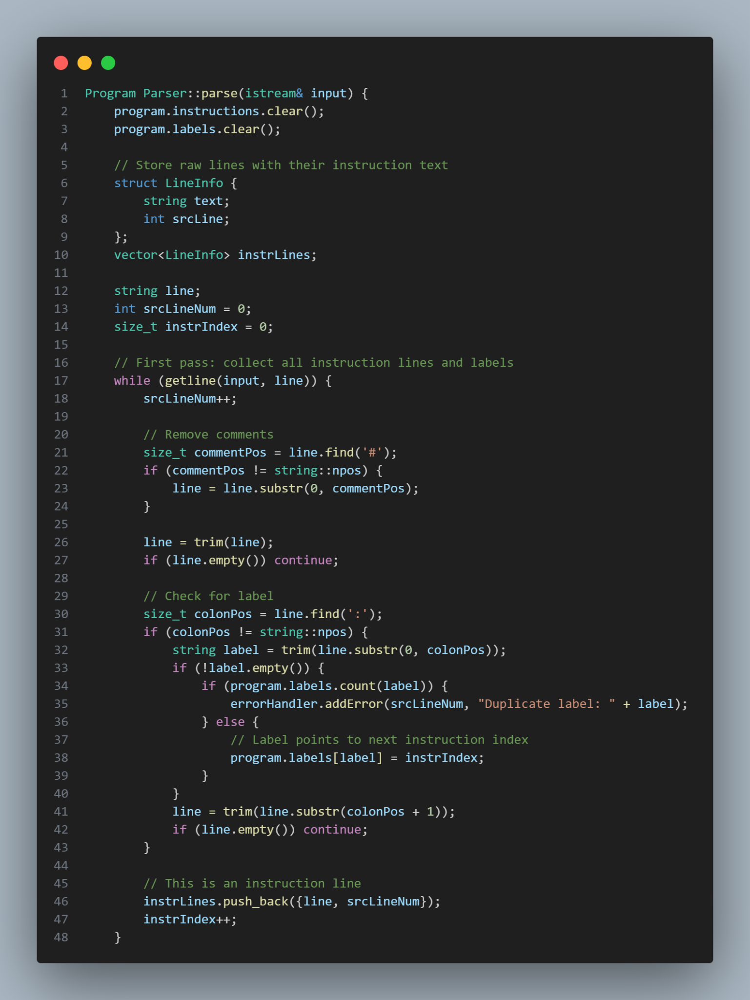 1 Program Parser::parse(istream& input) {
2     program.instructions.clear();
3     program.labels.clear();
4
5     // Store raw lines with their instruction text
6     struct LineInfo {
7         string text;
8         int srcLine;
9     };
10     vector<LineInfo> instrLines;
11
12     string line;
13     int srcLineNum = 0;
14     size_t instrIndex = 0;
15
16     // First pass: collect all instruction lines and labels
17     while (getline(input, line)) {
18         srcLineNum++;
19
20         // Remove comments
21         size_t commentPos = line.find('#');
22         if (commentPos != string::npos) {
23             line = line.substr(0, commentPos);
24         }
25
26         line = trim(line);
27         if (line.empty()) continue;
28
29         // Check for label
30         size_t colonPos = line.find(':');
31         if (colonPos != string::npos) {
32             string label = trim(line.substr(0, colonPos));
33             if (!label.empty()) {
34                 if (program.labels.count(label)) {
35                     errorHandler.addError(srcLineNum, "Duplicate label: " + label);
36                 } else {
37                     // Label points to next instruction index
38                     program.labels[label] = instrIndex;
39                 }
40             }
41             line = trim(line.substr(colonPos + 1));
42             if (line.empty()) continue;
43         }
44
45         // This is an instruction line
46         instrLines.push_back({line, srcLineNum});
47         instrIndex++;
48     }